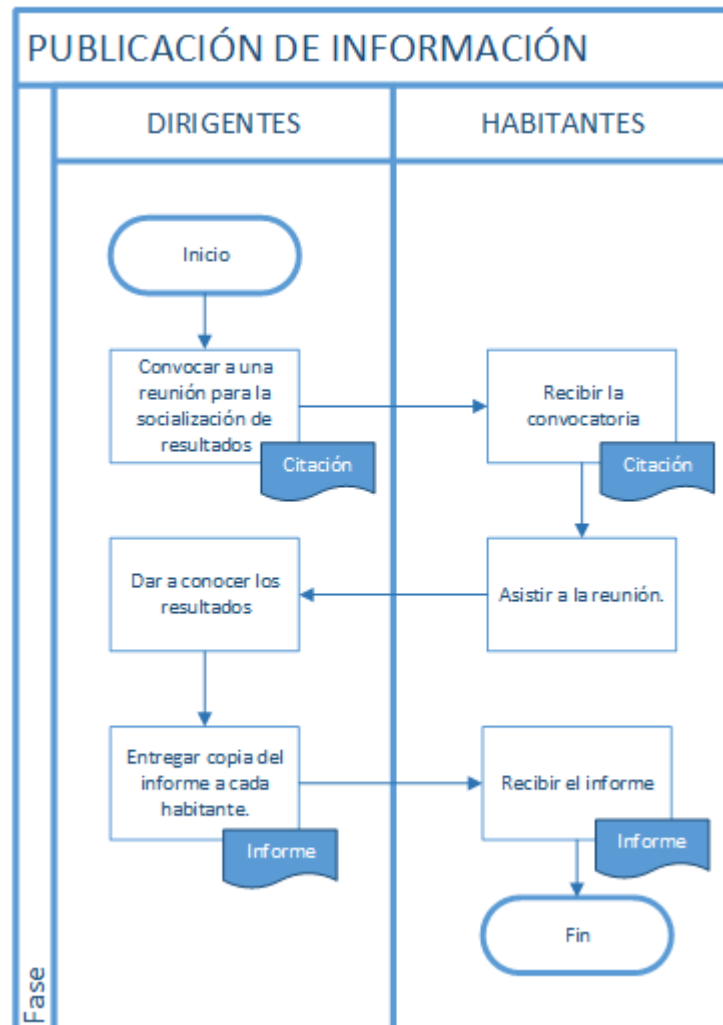 PUBLICACIÓN DE INFORMACIÓN
DIRIGENTES
HABITANTES
Inicio
Convocar a una
reunión para la
socialización de
resultados
Citación
Recibir la
convocatoria
Citación
Dar a conocer los
resultados
Asistir a la reunión.
Entregar copia del
informe a cada
habitante.
Informe
Recibir el informe
Informe
Fin
Fase